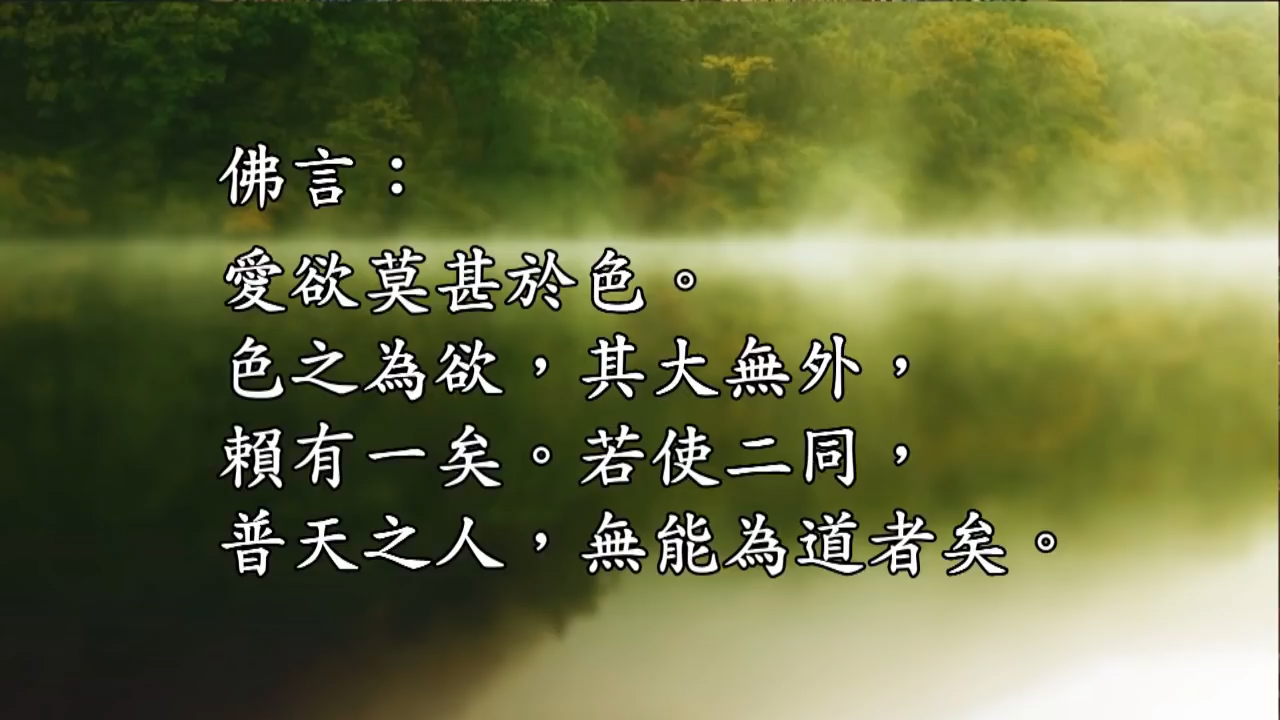 佛言：
愛欲莫甚於色。
色之為欲，其大無外，
賴有一矣。若使二同，
普天之人，無能為道者矣。